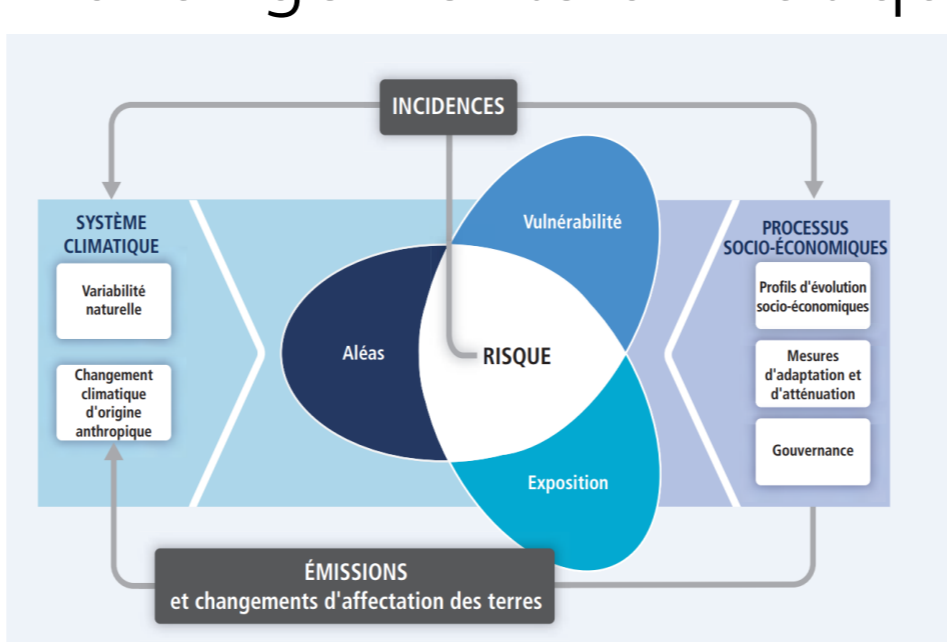 INCIDENCES
SYSTÈME
CLIMATIQUE
Variabilité
naturelle
Changement
climatique
d'origine
anthropique
Aléas
Vulnérabilité
RISQUE
Exposition
PROCESSUS
SOCIO-ÉCONOMIQUES
Profils d'évolution
socio-économiques
Mesures
d'adaptation et
d'atténuation
Gouvernance
ÉMISSIONS
et changements d'affectation des terres